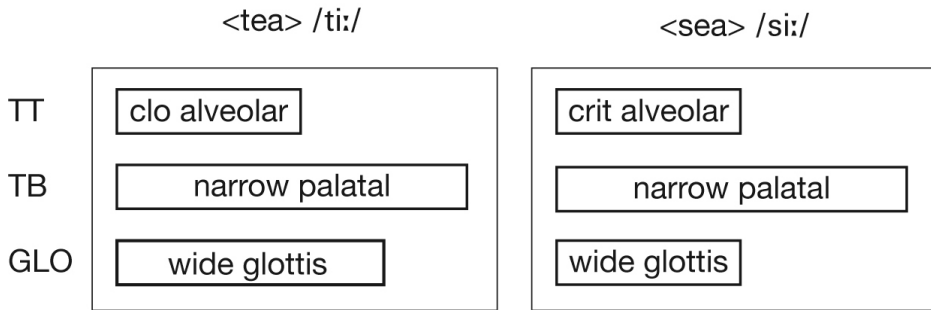 <tea> /tiː/ <sea> /siː/
TT clo alveolar crit alveolar
TB narrow palatal narrow palatal
GLO wide glottis wide glottis